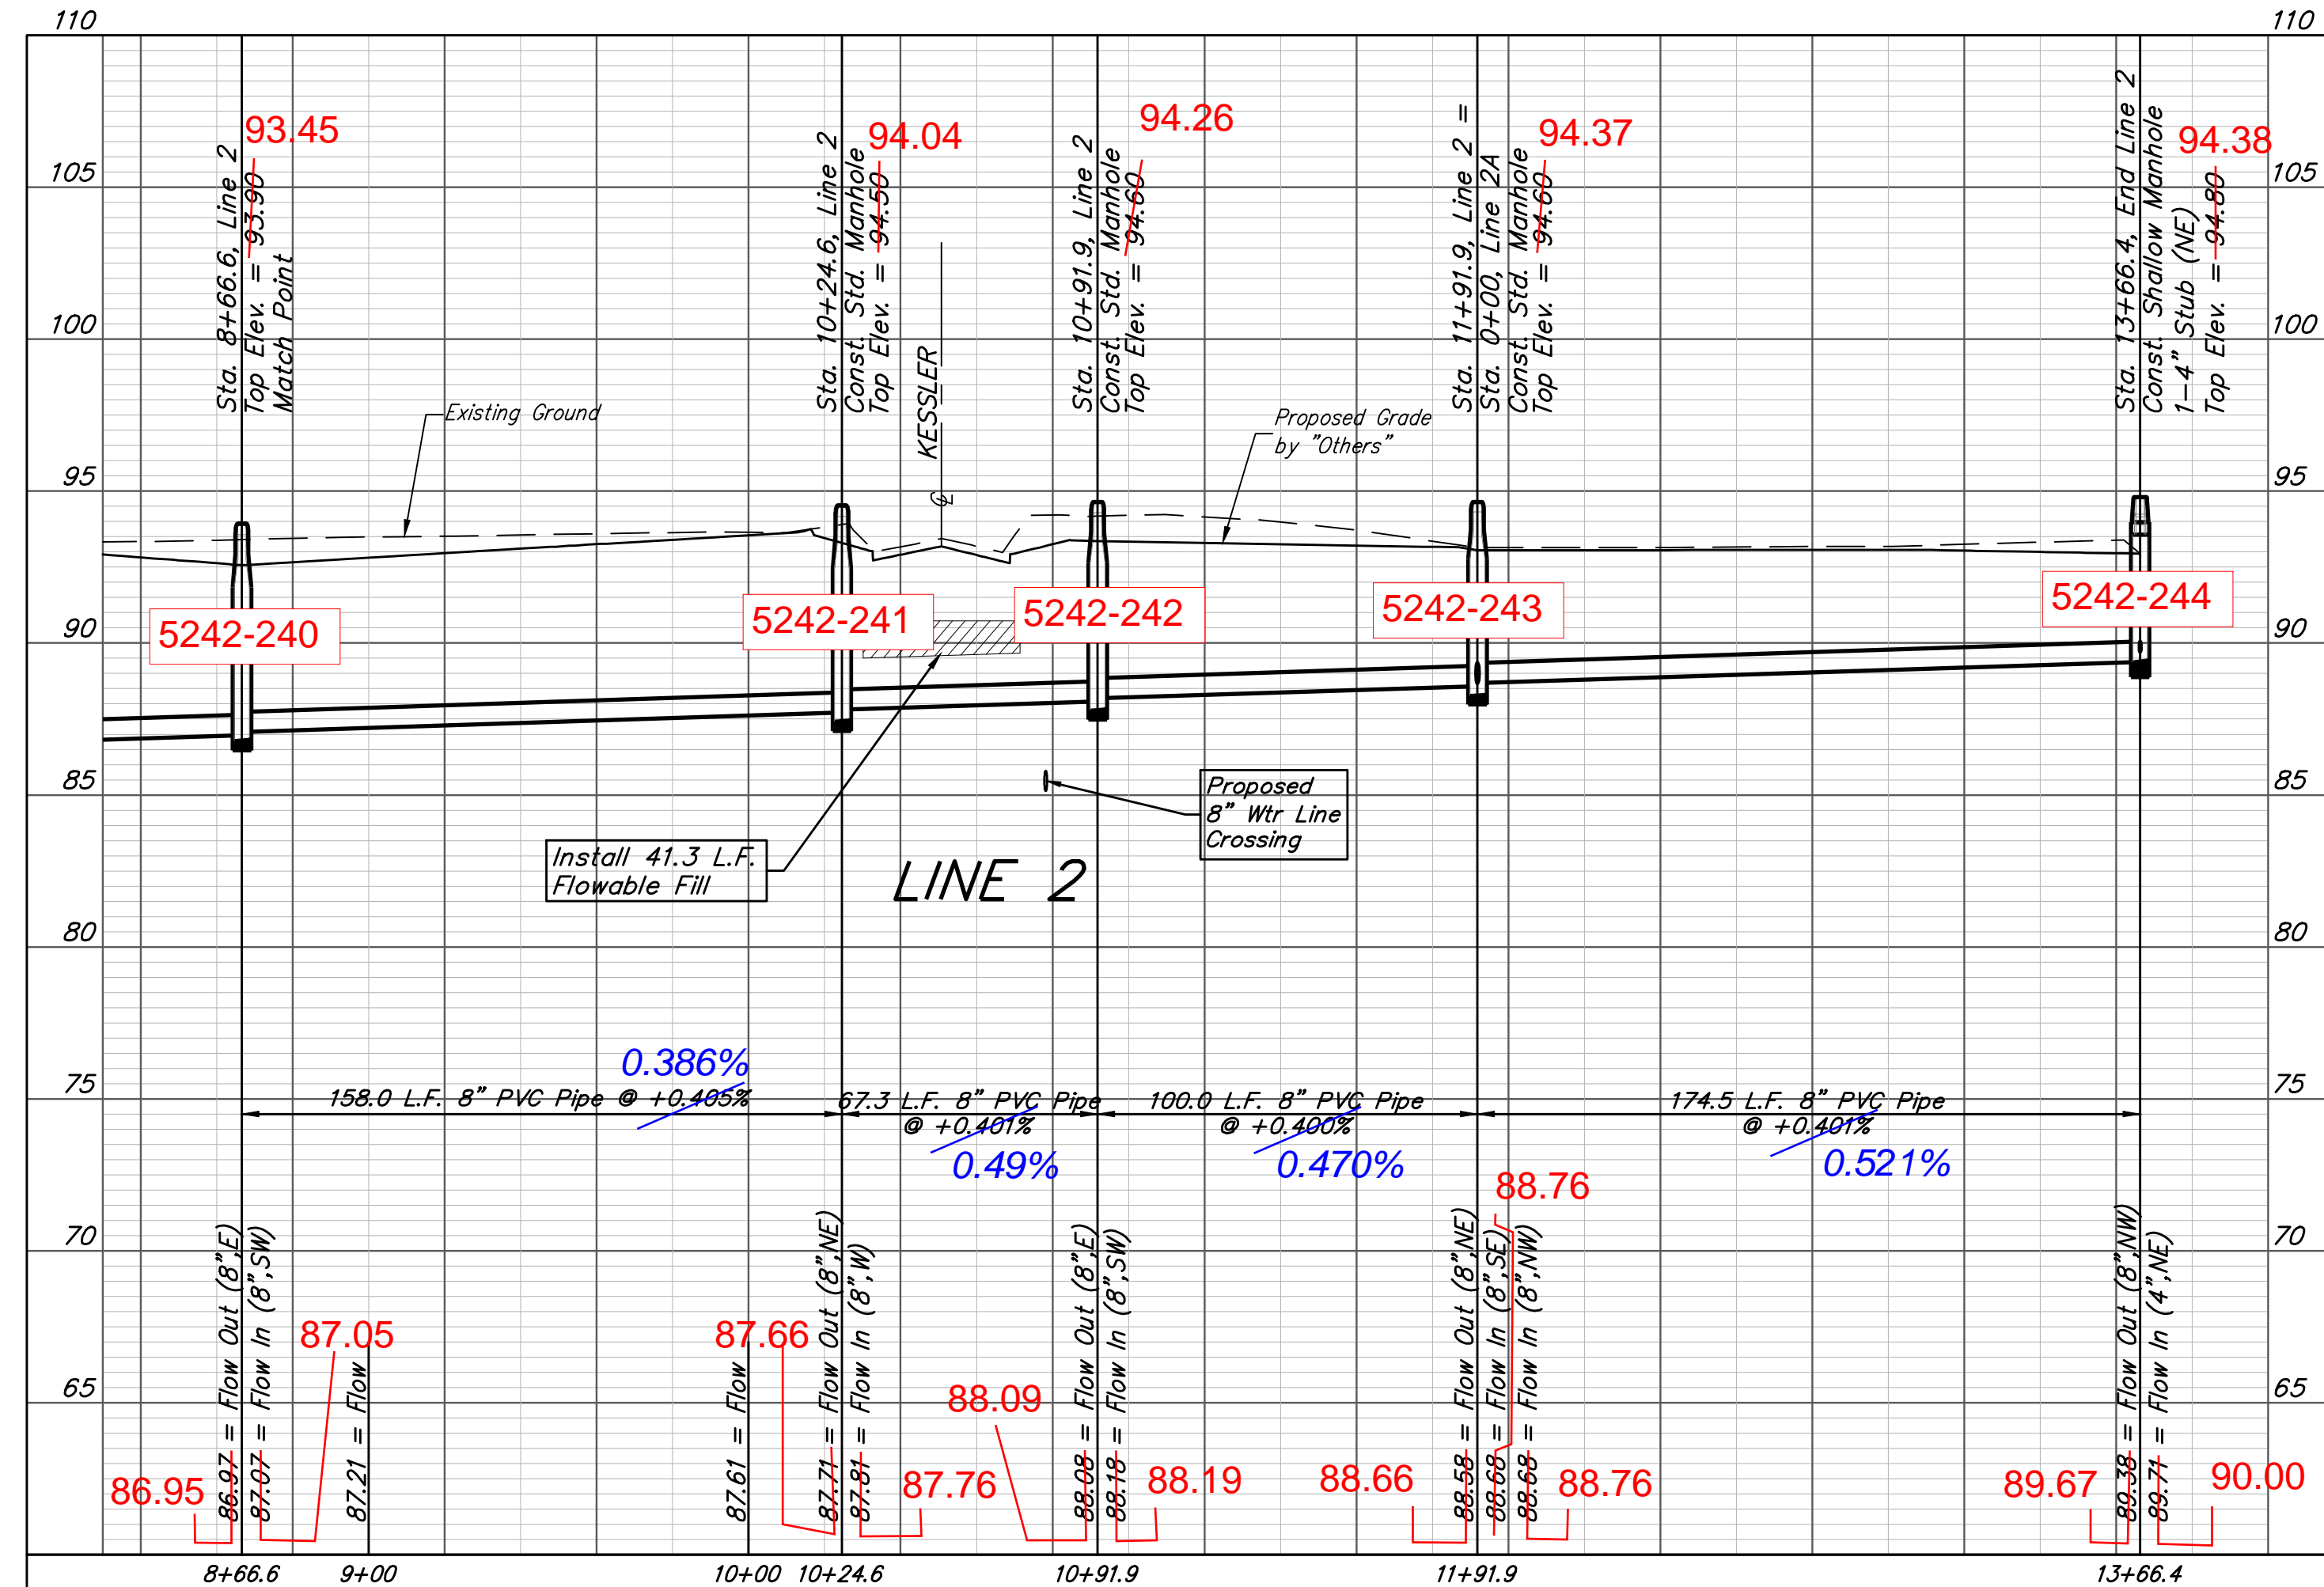 110
110
105
105
100
100
95
95
90
90
85
85
80
80
75
75
70
70
65
65
93.45
Sta. 8+66.6, Line 2
Top Elev. = 93.90
Match Point
94.04
Sta. 10+24.6, Line 2
Const. Std. Manhole
Top Elev. = 94.50
KESSLER
℄
94.26
Sta. 10+91.9, Line 2
Const. Std. Manhole
Top Elev. = 94.60
94.37
Sta. 11+91.9, Line 2 =
Sta. 0+00, Line 2A
Const. Std. Manhole
Top Elev. = 94.60
94.38
Sta. 13+66.4, End Line 2
Const. Shallow Manhole
1-4" Stub (NE)
Top Elev. = 94.80
Existing Ground
Proposed Grade
by "Others"
5242-240
5242-241
5242-242
5242-243
5242-244
Install 41.3 L.F.
Flowable Fill
Proposed
8" Wtr Line
Crossing
LINE 2
0.386%
158.0 L.F. 8" PVC Pipe @ +0.405%
67.3 L.F. 8" PVC Pipe
@ +0.401%
0.49%
100.0 L.F. 8" PVC Pipe
@ +0.400%
0.470%
174.5 L.F. 8" PVC Pipe
@ +0.401%
0.521%
86.97 = Flow Out (8",E)
87.07 = Flow In (8",SW)
86.95
87.05
87.21 = Flow
87.61 = Flow
87.66
87.71 = Flow Out (8",NE)
87.81 = Flow In (8",W)
87.76
88.09
88.08 = Flow Out (8",E)
88.18 = Flow In (8",SW)
88.19
88.66
88.58 = Flow Out (8",NE)
88.68 = Flow In (8",SE)
88.68 = Flow In (8",NW)
88.76
88.76
89.67
89.38 = Flow Out (8",NW)
89.71 = Flow In (4",NE)
90.00
8+66.6
9+00
10+00
10+24.6
10+91.9
11+91.9
13+66.4